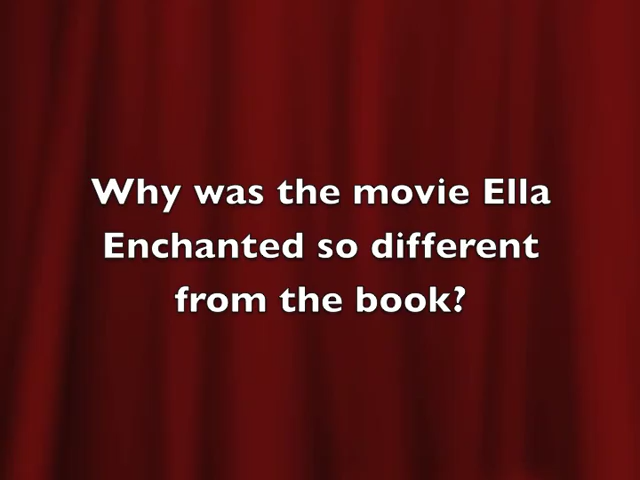 Why was the movie Ella
Enchanted so different
from the book?